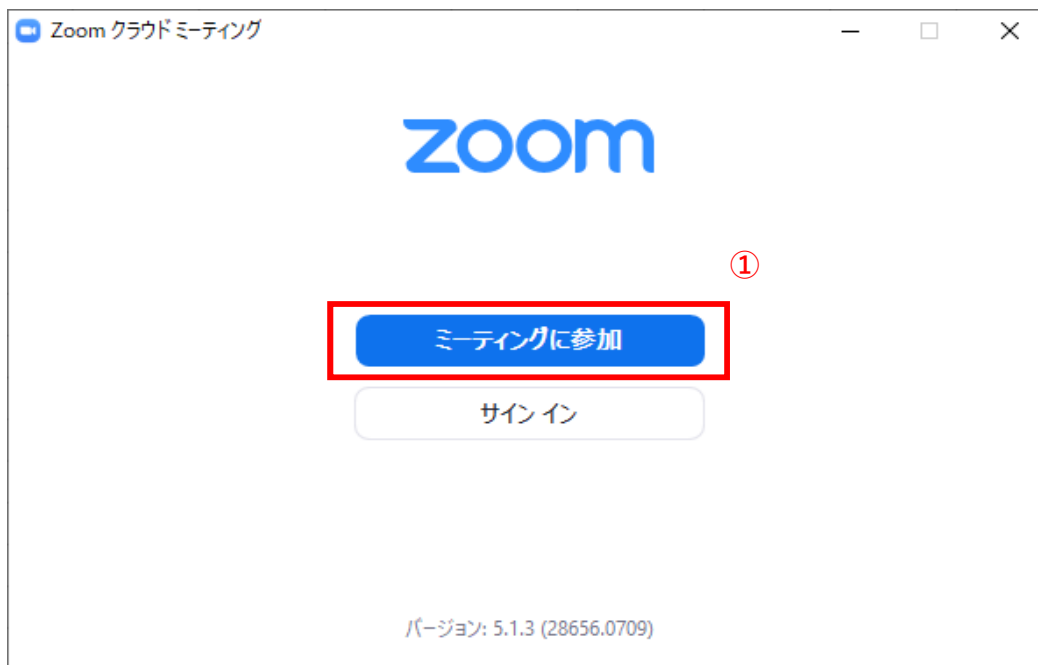 Zoom クラウド ミーティング
zoom
①
ミーティングに参加
サイン イン
バージョン: 5.1.3 (28656.0709)